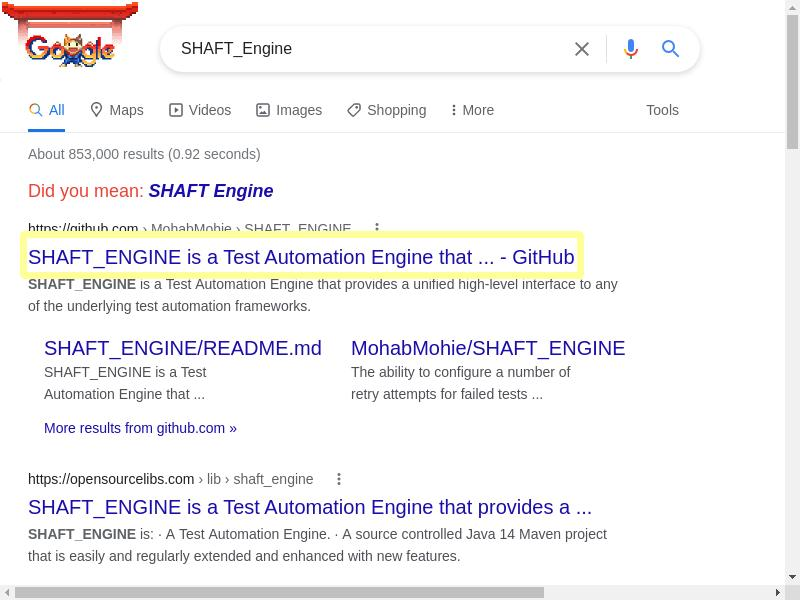 Google
SHAFT_Engine
All Maps Videos Images Shopping More Tools
About 853,000 results (0.92 seconds)
Did you mean: SHAFT Engine
https://github.com › MohabMohie › SHAFT_ENGINE
SHAFT_ENGINE is a Test Automation Engine that ... - GitHub
SHAFT_ENGINE is a Test Automation Engine that provides a unified high-level interface to any
of the underlying test automation frameworks.
SHAFT_ENGINE/README.md
SHAFT_ENGINE is a Test
Automation Engine that ...
MohabMohie/SHAFT_ENGINE
The ability to configure a number of
retry attempts for failed tests ...
More results from github.com »
https://opensourcelibs.com › lib › shaft_engine
SHAFT_ENGINE is a Test Automation Engine that provides a ...
SHAFT_ENGINE is: · A Test Automation Engine. · A source controlled Java 14 Maven project
that is easily and regularly extended and enhanced with new features.